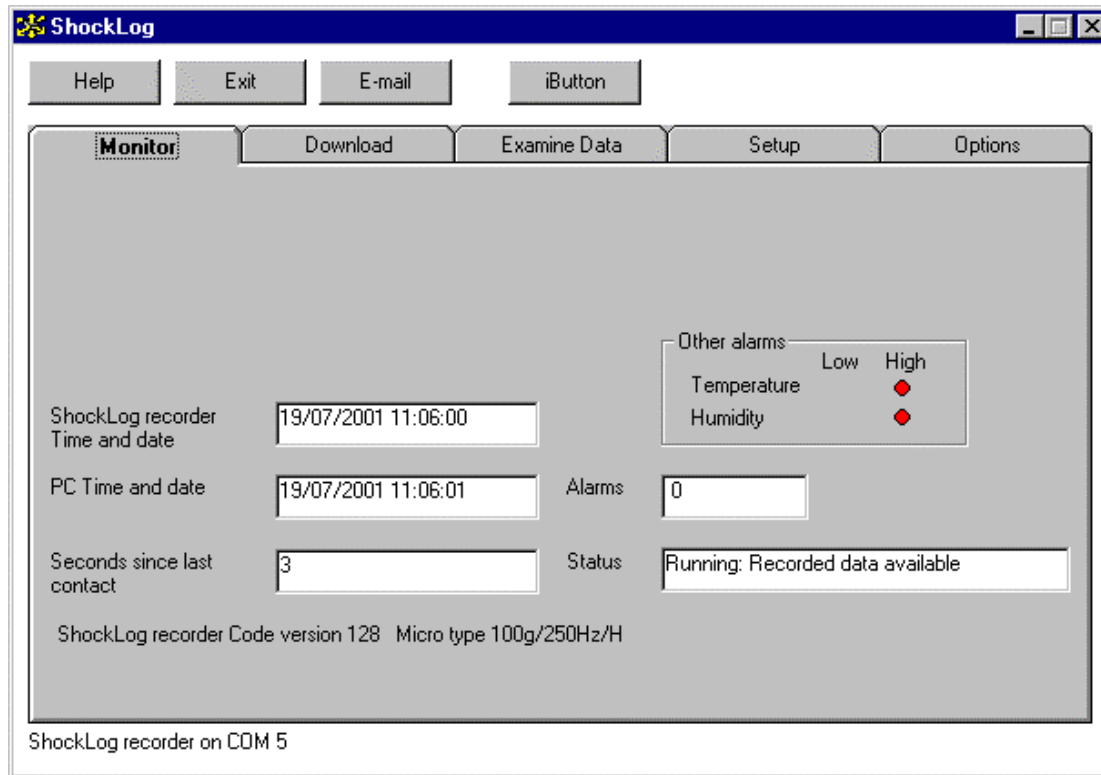 ShockLog
Help Exit E-mail iButton
Monitor Download Examine Data Setup Options
Other alarms
Low High
Temperature
Humidity
ShockLog recorder
Time and date
19/07/2001 11:06:00
PC Time and date
19/07/2001 11:06:01
Alarms
0
Seconds since last
contact
3
Status
Running: Recorded data available
ShockLog recorder Code version 128 Micro type 100g/250Hz/H
ShockLog recorder on COM 5